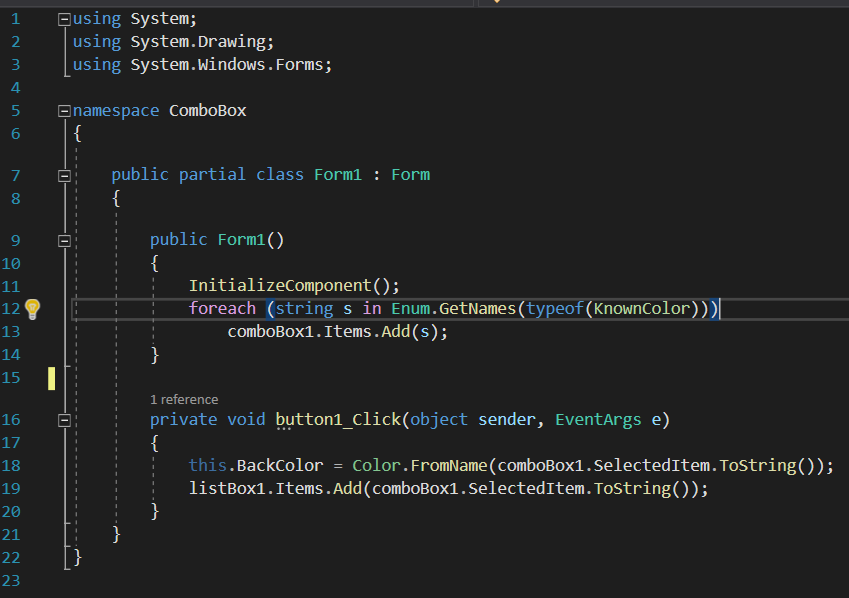 1 using System;
2 using System.Drawing;
3 using System.Windows.Forms;
4
5 namespace ComboBox
6 {
7 public partial class Form1 : Form
8 {
9 public Form1()
10 {
11 InitializeComponent();
12 foreach (string s in Enum.GetNames(typeof(KnownColor)))
13 comboBox1.Items.Add(s);
14 }
15
1 reference
16 private void button1_Click(object sender, EventArgs e)
17 {
18 this.BackColor = Color.FromName(comboBox1.SelectedItem.ToString());
19 listBox1.Items.Add(comboBox1.SelectedItem.ToString());
20 }
21 }
22 }
23